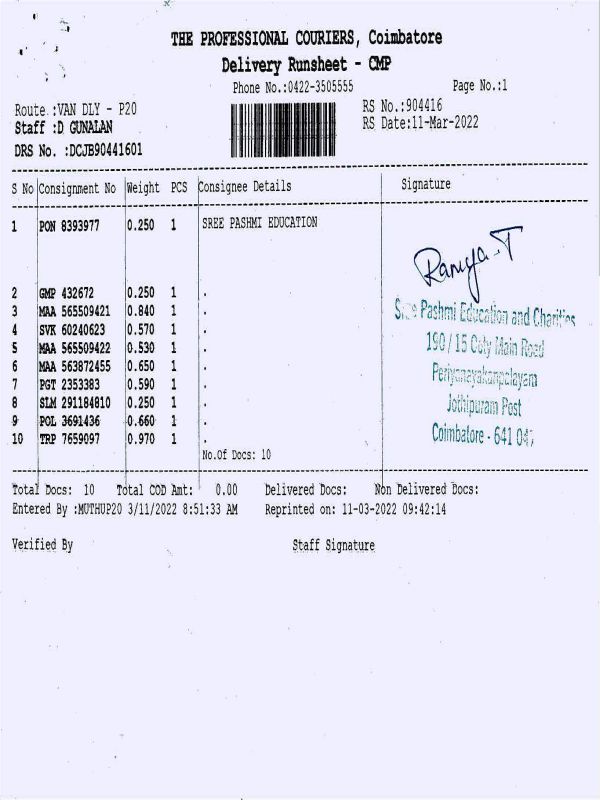 THE PROFESSIONAL COURIERS, Coimbatore
Delivery Runsheet - CMP
Phone No.:0422-3505555 Page No.:1
Route :VAN DLY - P20 RS No.:904416
Staff :D GUNALAN RS Date:11-Mar-2022
DRS No. :DCJB90441601
S No Consignment No Weight PCS Consignee Details Signature
1 PON 8393977 0.250 1 SREE PASHMI EDUCATION
Ramya.T
2 GMP 432672 0.250 1 .
3 MAA 565509421 0.840 1 .
4 SVK 60240623 0.570 1 .
5 MAA 565509422 0.530 1 .
6 MAA 563872455 0.650 1 .
7 PGT 2353383 0.590 1 .
8 SLM 291184810 0.250 1 .
9 POL 3691436 0.660 1 .
10 TRP 7659097 0.970 1 .
No.Of Docs: 10
Sree Pashmi Education and Charities
190 / 15 Main Road
Periyanayakanpalayam
Jothipuram Post
Coimbatore - 641 047
Total Docs: 10 Total COD Amt: 0.00 Delivered Docs: Non Delivered Docs:
Entered By :MUTHUP20 3/11/2022 8:51:33 AM Reprinted on: 11-03-2022 09:42:14
Verified By Staff Signature